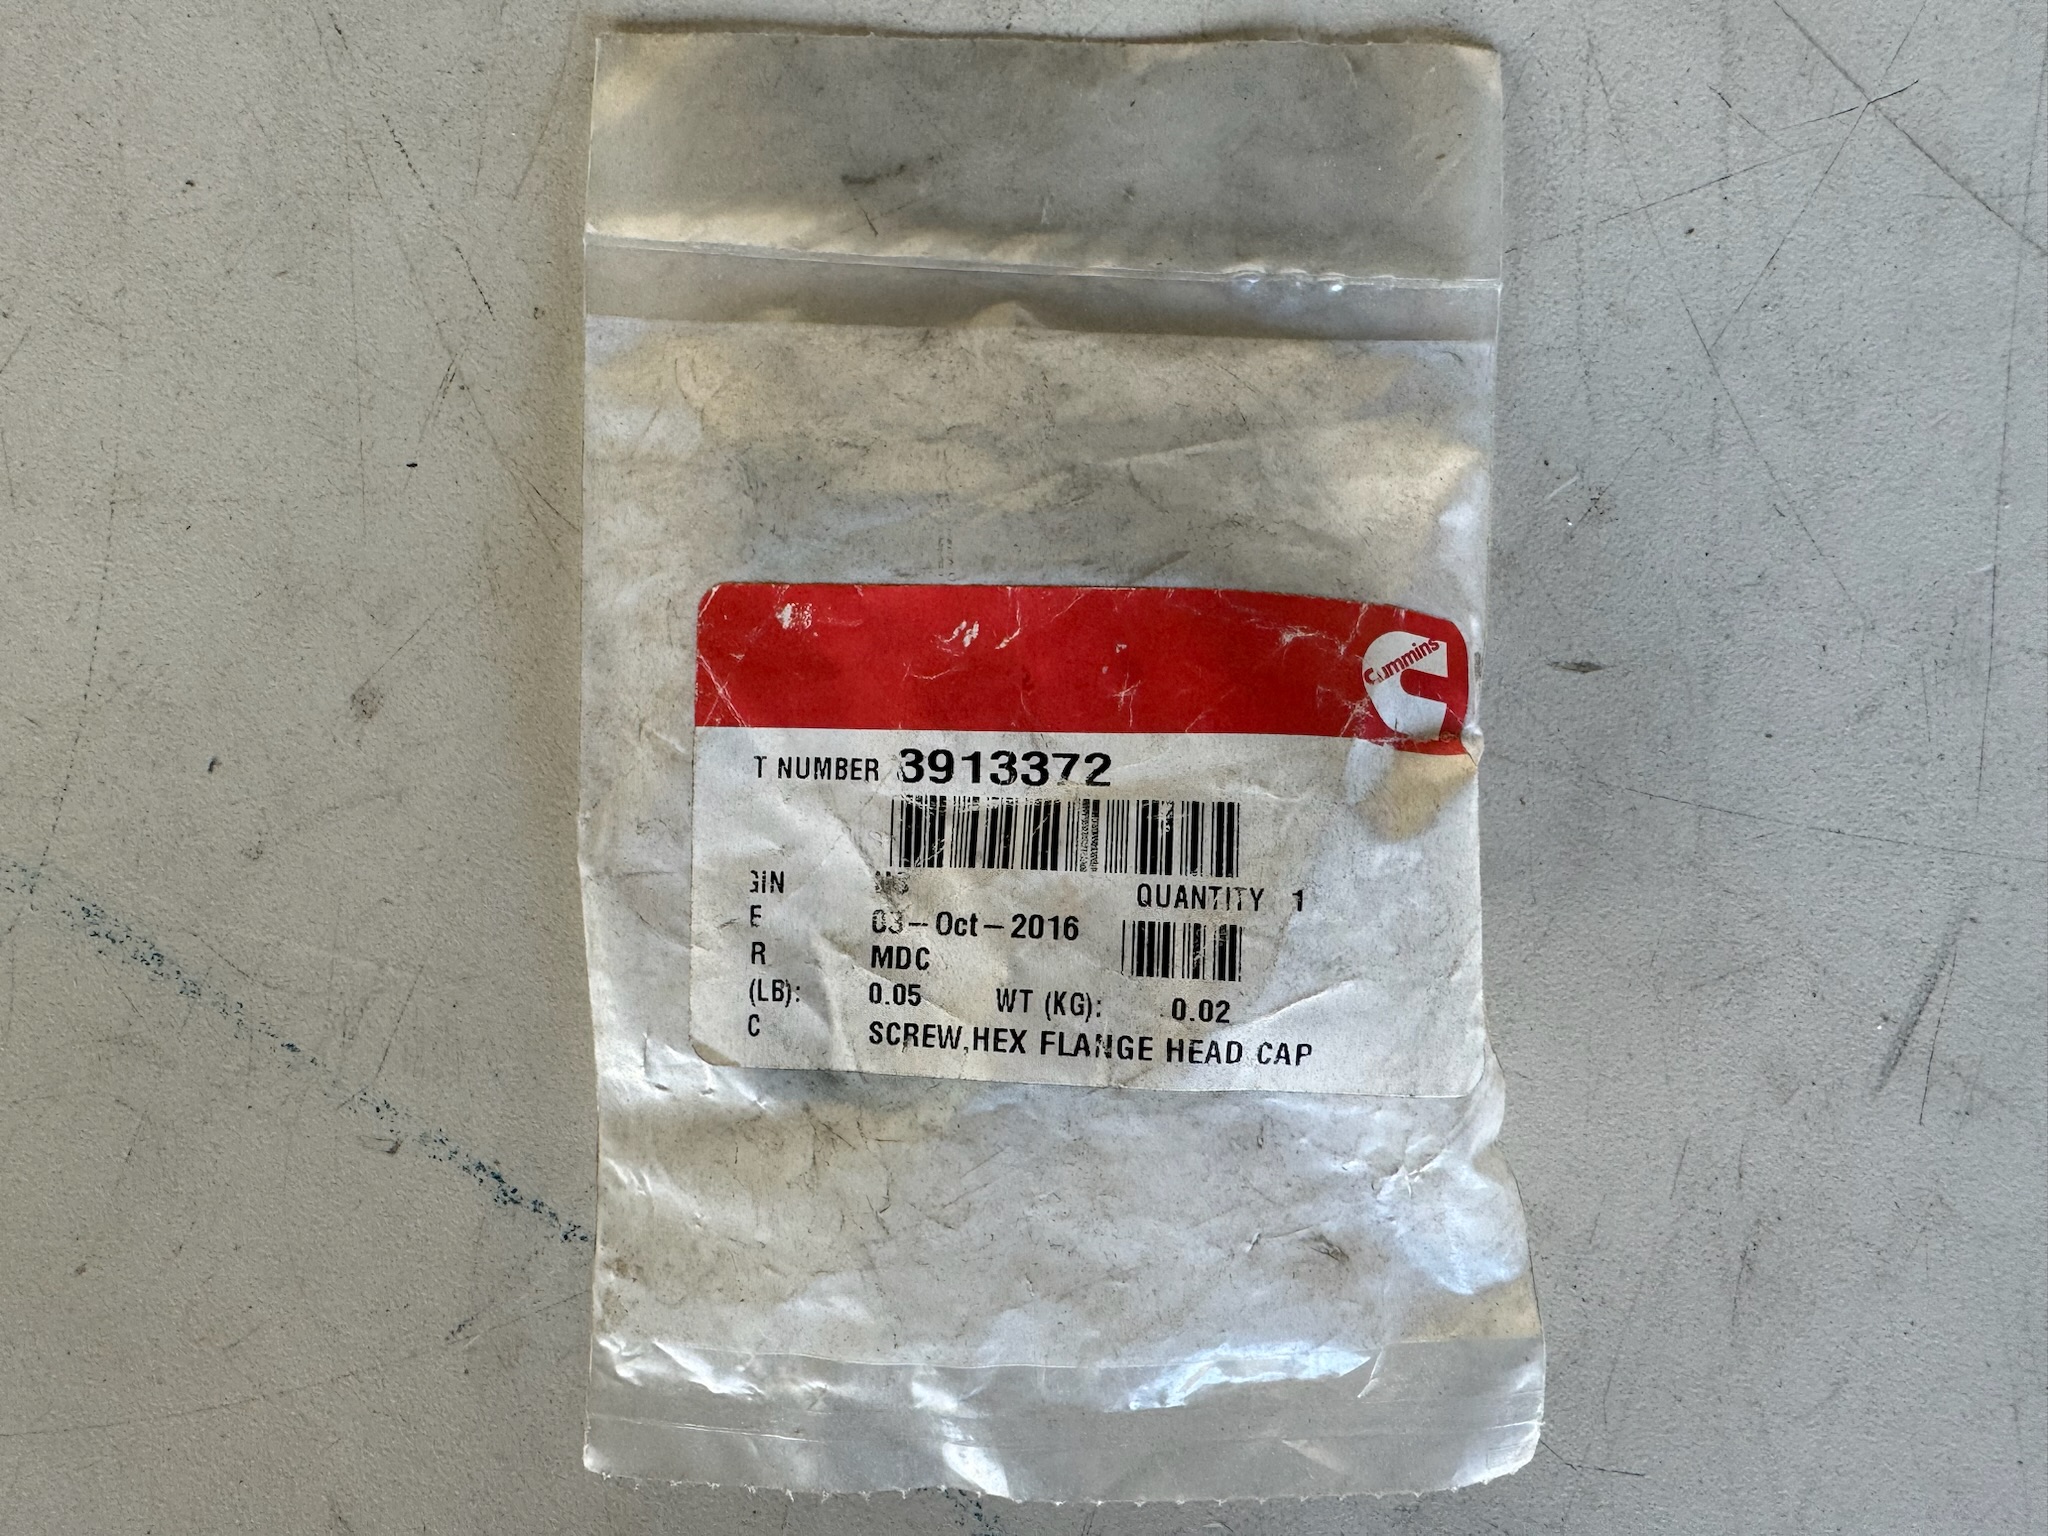 Cummins
T NUMBER 3913372
GIN QUANTITY 1
E 03-Oct-2016
R MDC
(LB): 0.05 WT (KG): 0.02
C SCREW,HEX FLANGE HEAD CAP